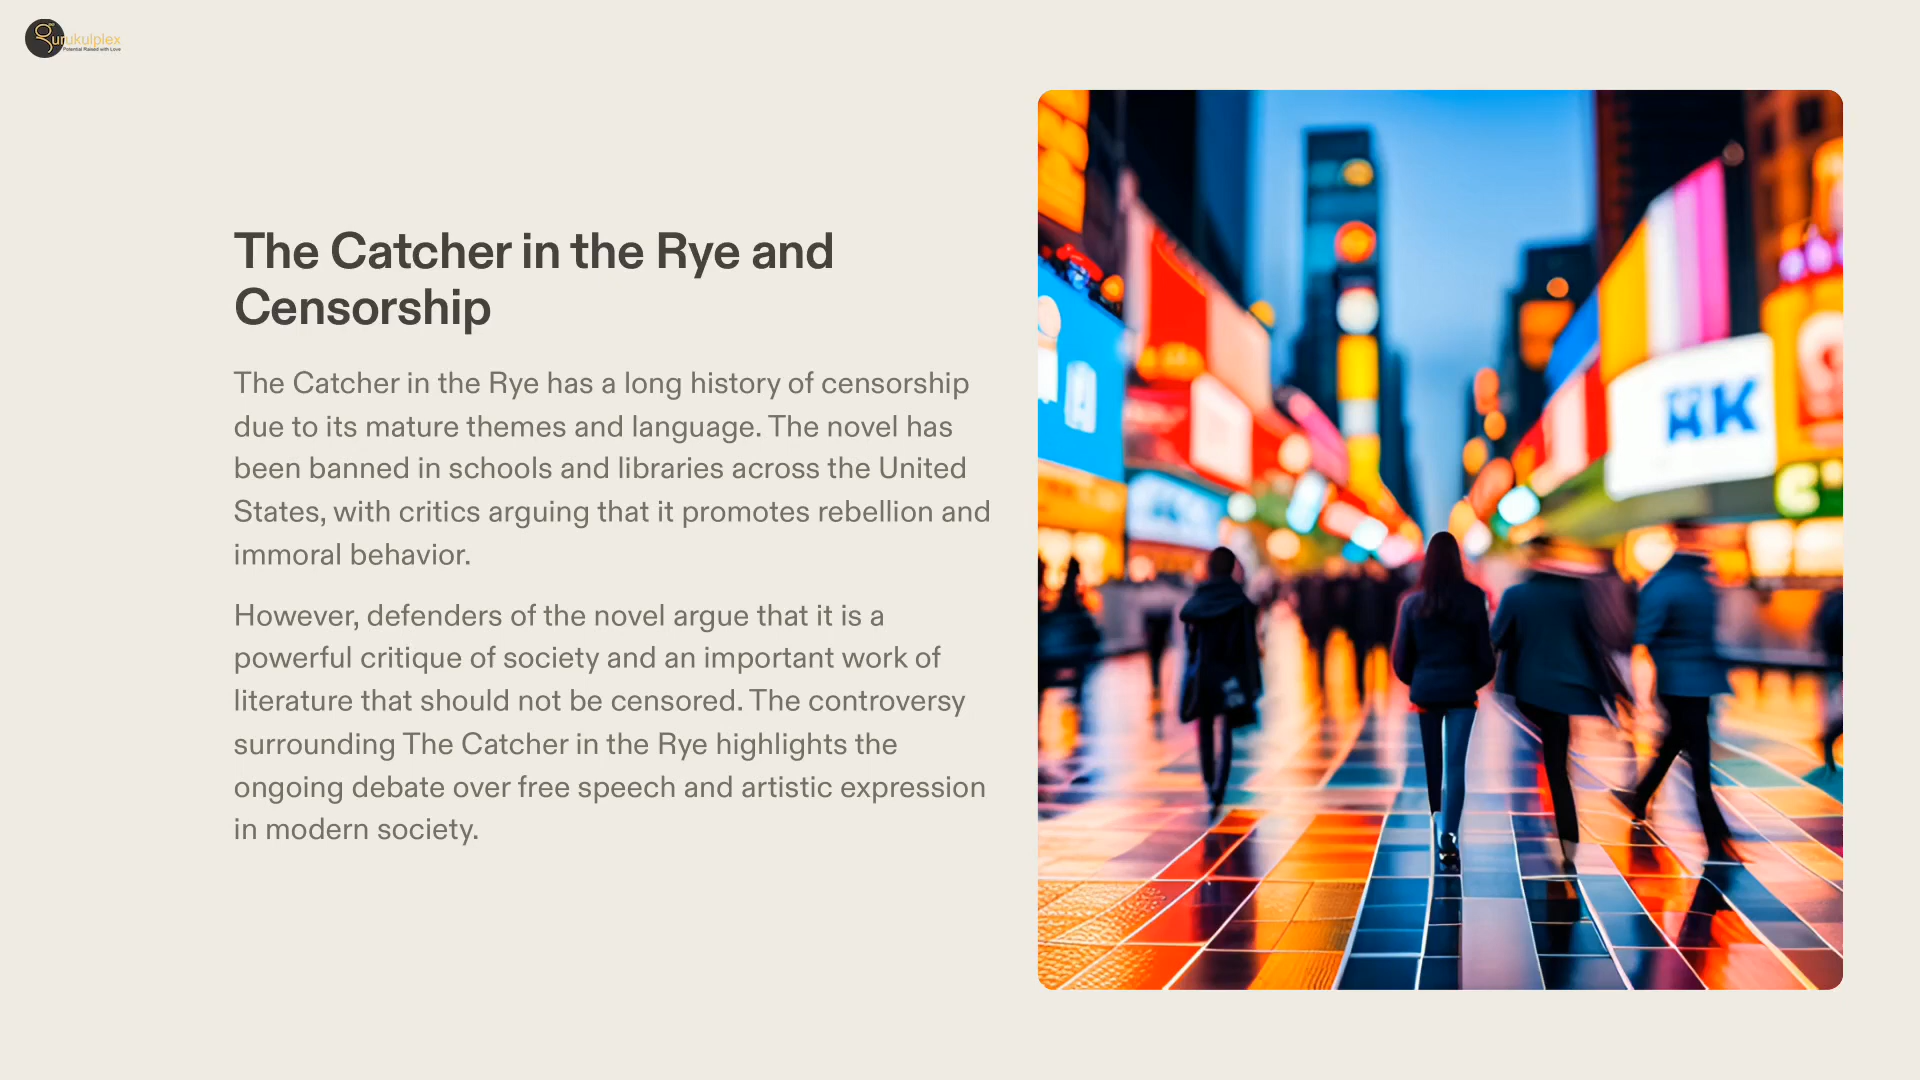 urukulplex
Potential Raised with Love
The Catcher in the Rye and
Censorship
The Catcher in the Rye has a long history of censorship
due to its mature themes and language. The novel has
been banned in schools and libraries across the United
States, with critics arguing that it promotes rebellion and
immoral behavior.
However, defenders of the novel argue that it is a
powerful critique of society and an important work of
literature that should not be censored. The controversy
surrounding The Catcher in the Rye highlights the
ongoing debate over free speech and artistic expression
in modern society.